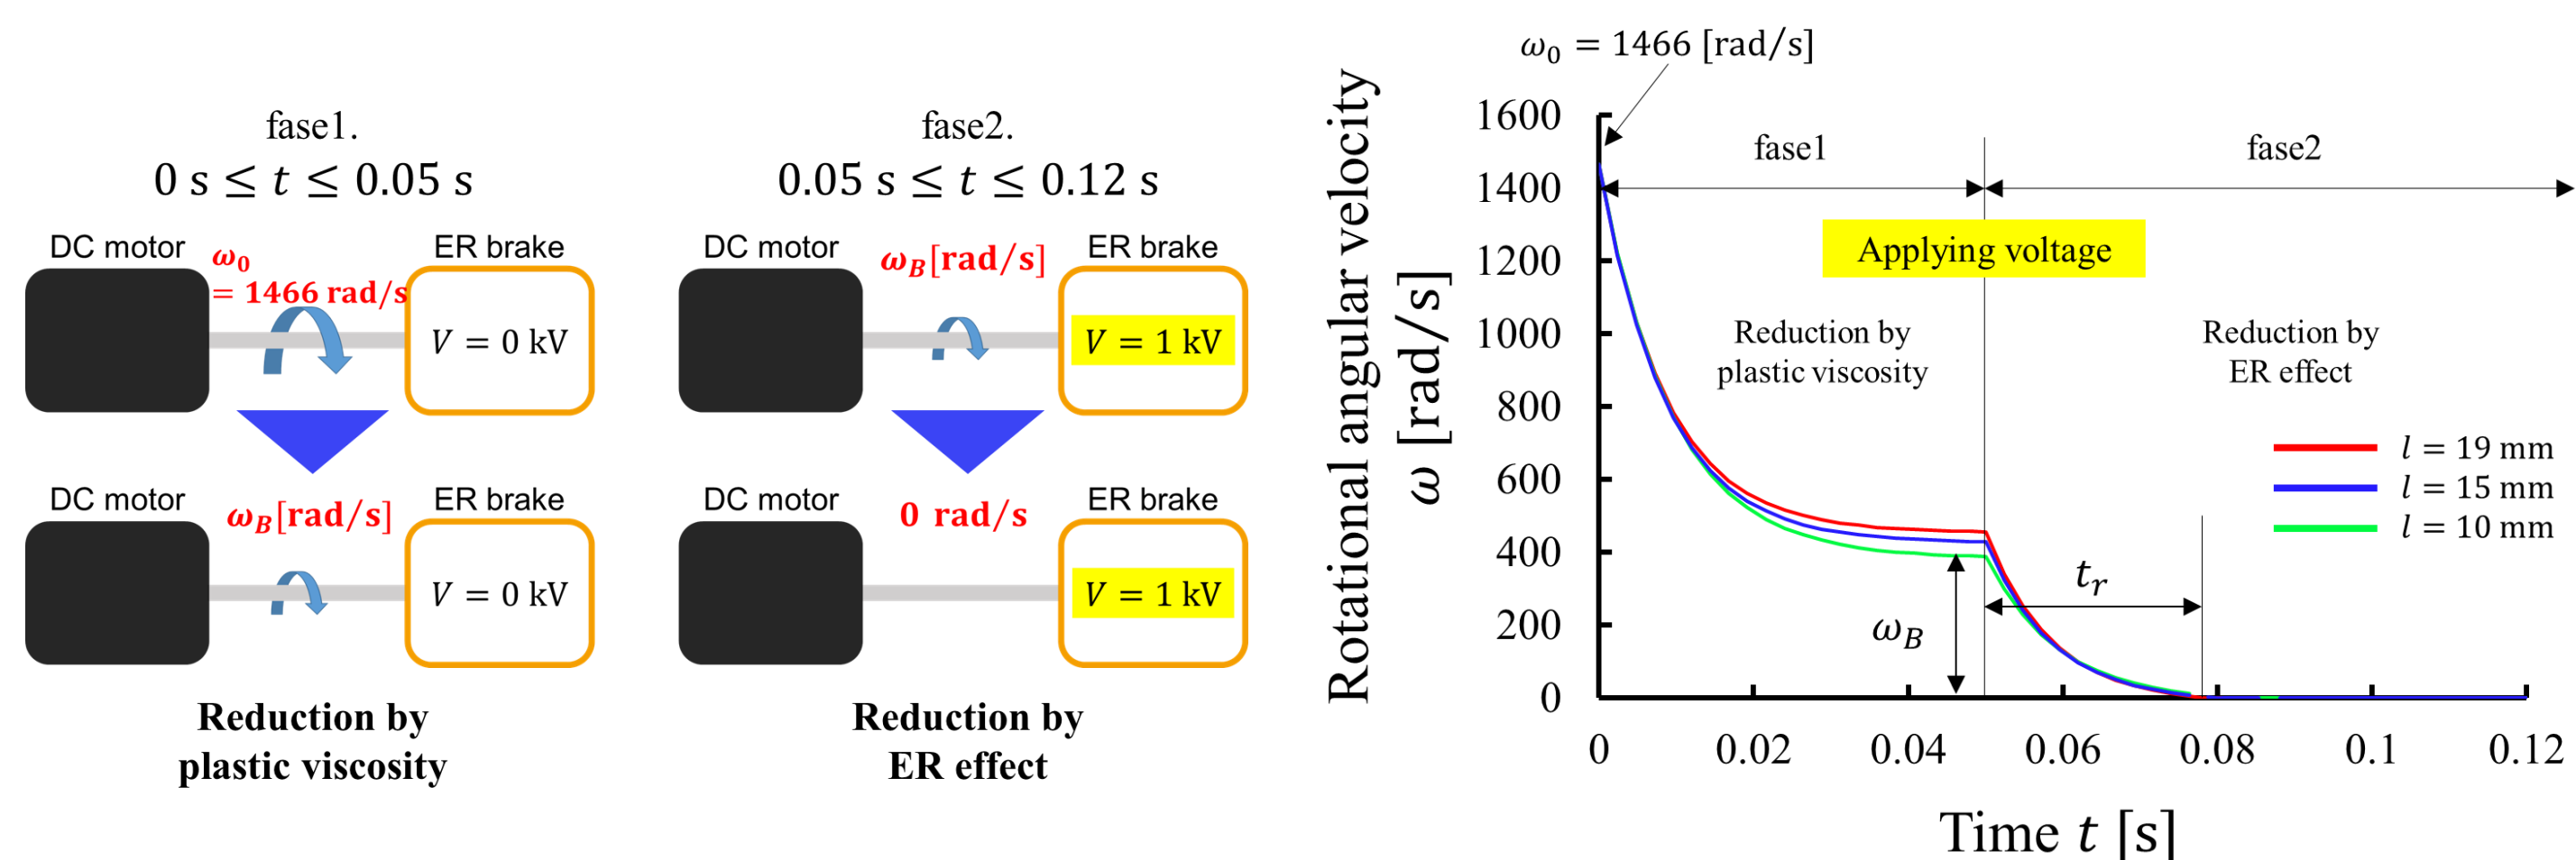 fase1.
0 s ≤ t ≤ 0.05 s
DC motor
ω₀
= 1466 rad/s
ER brake
V = 0 kV
DC motor
ω_B[rad/s]
ER brake
V = 0 kV
Reduction by
plastic viscosity
fase2.
0.05 s ≤ t ≤ 0.12 s
DC motor
ω_B[rad/s]
ER brake
V = 1 kV
DC motor
0 rad/s
ER brake
V = 1 kV
Reduction by
ER effect
ω₀ = 1466 [rad/s]
Rotational angular velocity
ω [rad/s]
1600
1400
1200
1000
800
600
400
200
0
fase1
fase2
Applying voltage
Reduction by
plastic viscosity
Reduction by
ER effect
l = 19 mm
l = 15 mm
l = 10 mm
t_r
ω_B
0
0.02
0.04
0.06
0.08
0.1
0.12
Time t [s]